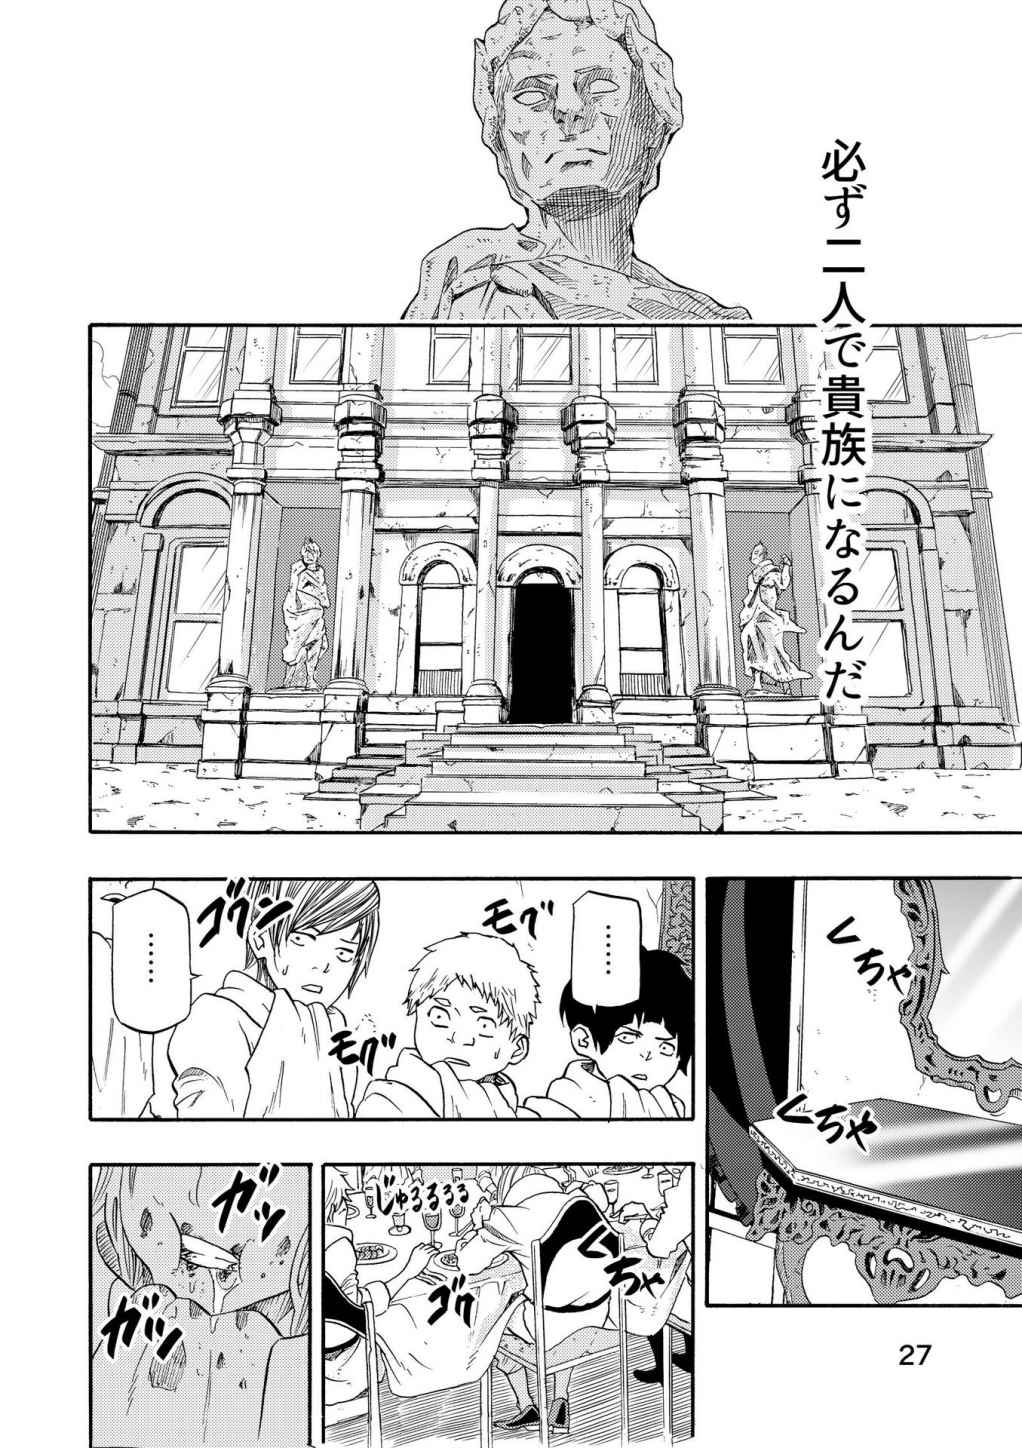 必ず二人で貴族になるんだ
くちゃ
くちゃ
……
モグ
モグ
ゴクン
……
じゅるるるる
くちゃ
ゴク
ガツ
ガツ
27